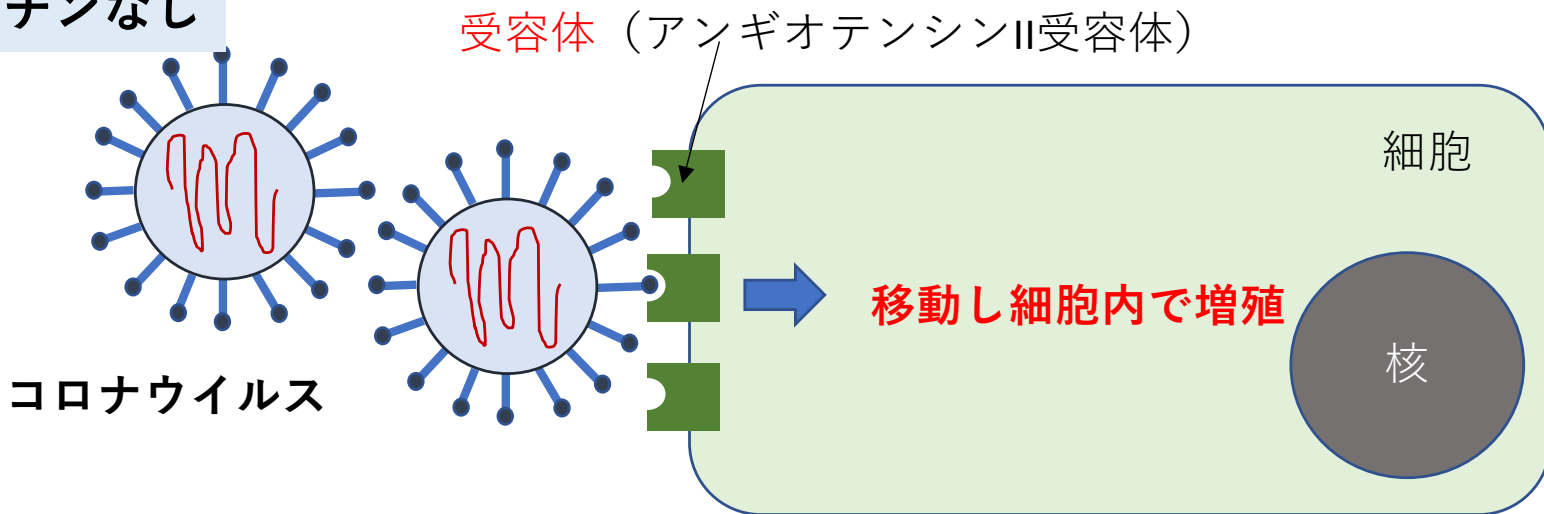 チンなし
受容体（アンギオテンシンII受容体）
細胞
移動し細胞内で増殖
核
コロナウイルス